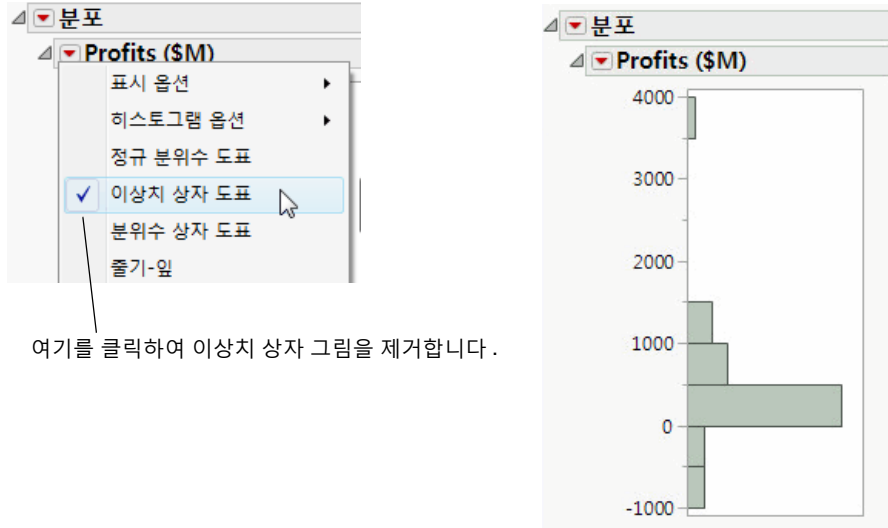 분포
Profits ($M)
표시 옵션
히스토그램 옵션
정규 분위수 도표
이상치 상자 도표
분위수 상자 도표
줄기-잎
여기를 클릭하여 이상치 상자 그림을 제거합니다.
분포
Profits ($M)
4000
3000
2000
1000
0
-1000